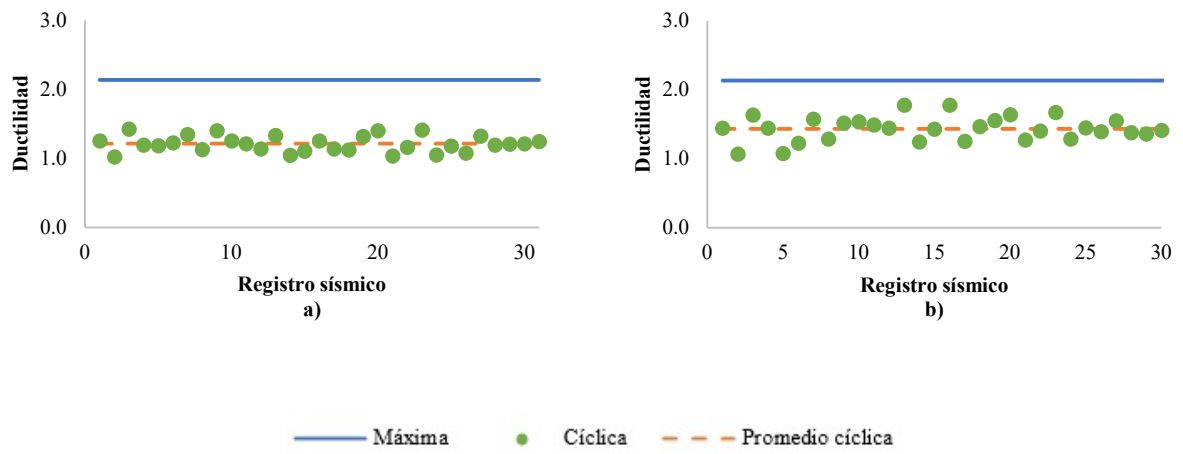 3.0
2.0
1.0
0.0
Ductilidad
0 10 20 30
Registro sísmico
a)
3.0
2.0
1.0
0.0
Ductilidad
0 5 10 15 20 25 30
Registro sísmico
b)
Máxima Cíclica Promedio cíclica